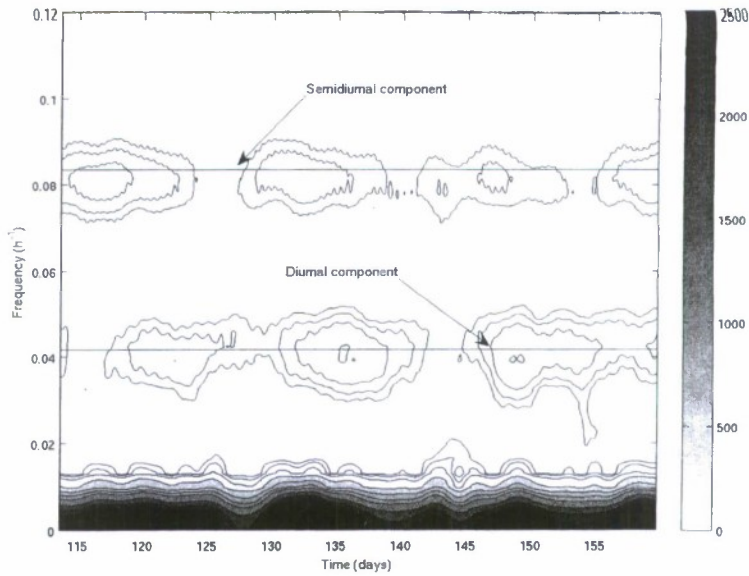 0.12
0.1
0.08
0.06
0.04
0.02
0
Frequency (h⁻¹)
Semidiurnal component
Diurnal component
115 120 125 130 135 140 145 150 155
Time (days)
2500
2000
1500
1000
500
0